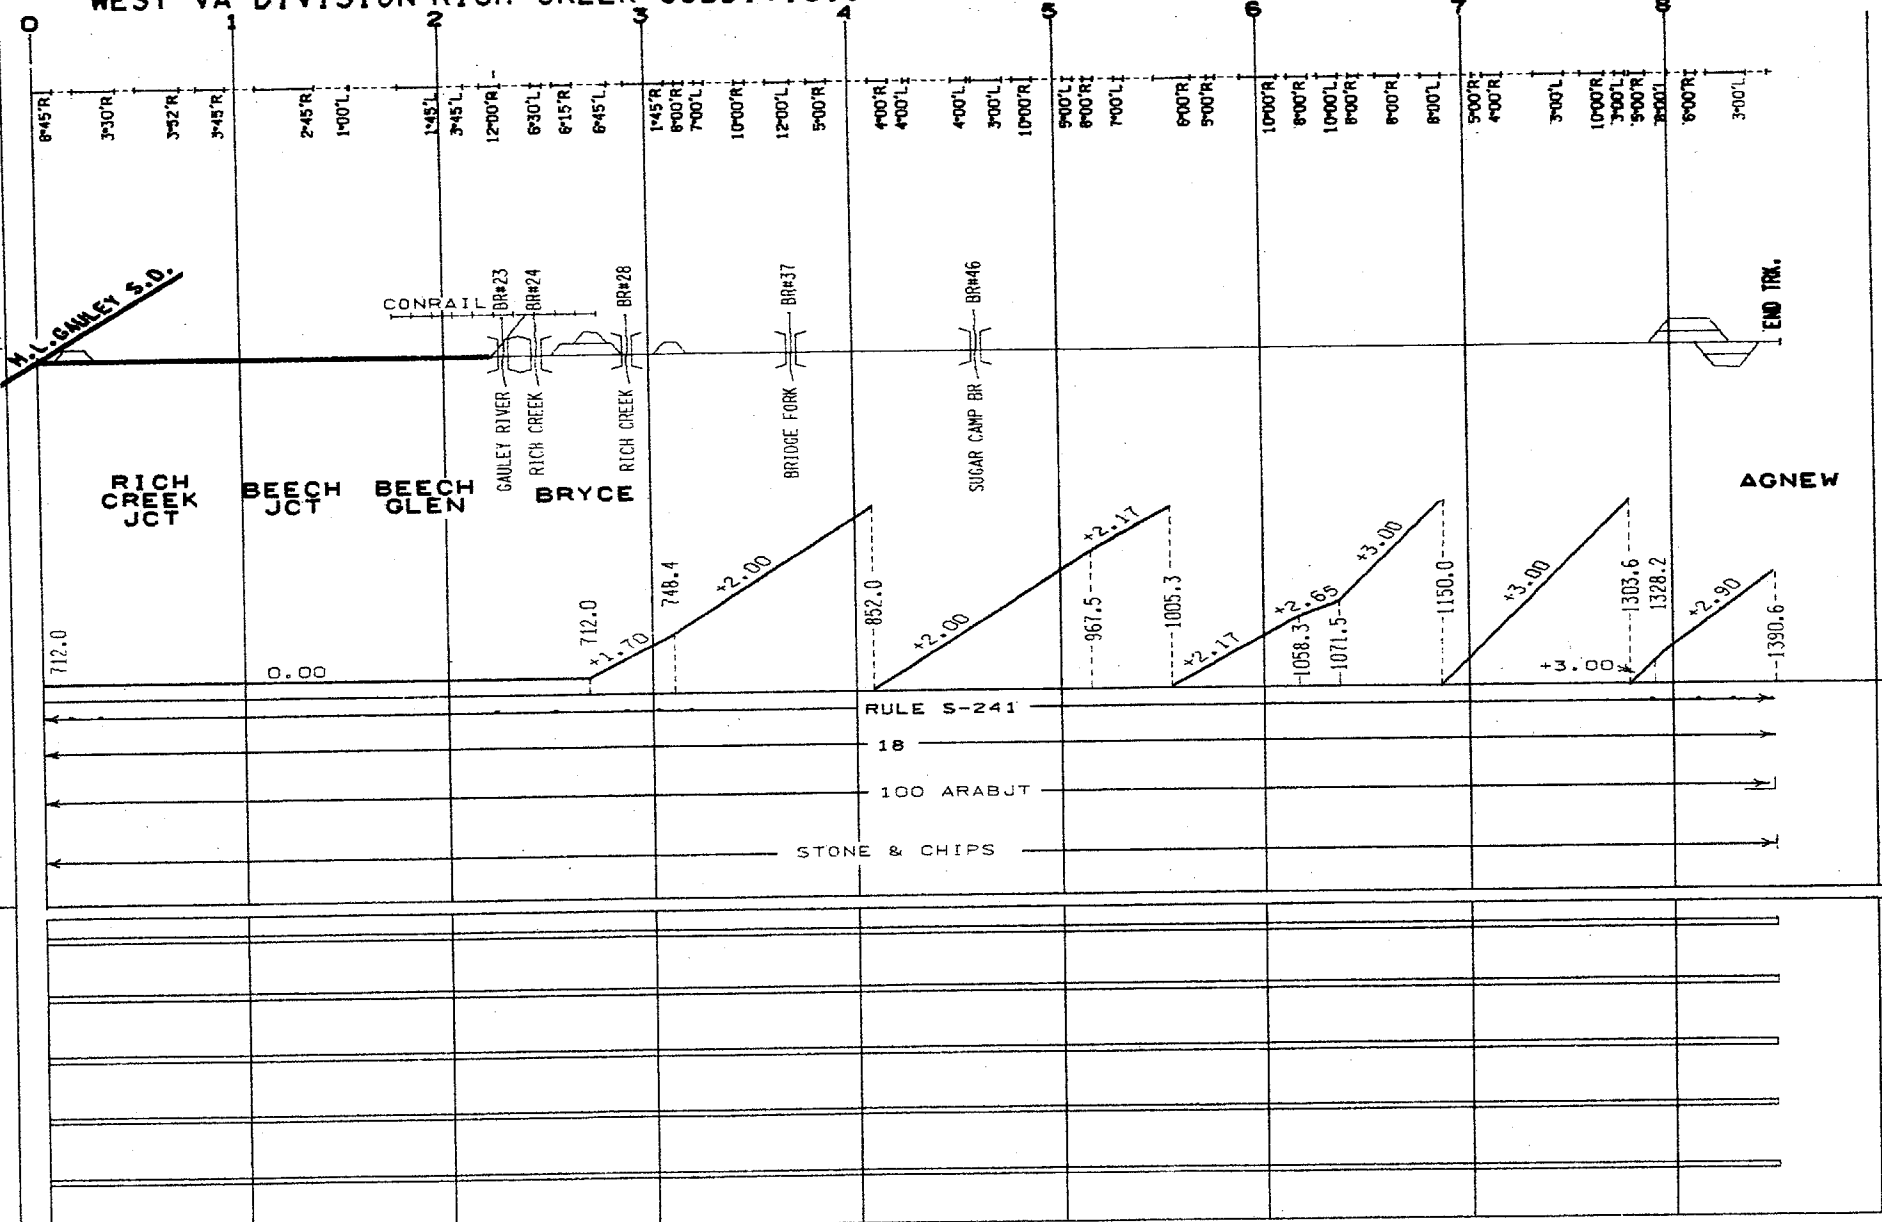 WEST VA DIVISION-RICH CREEK
0 1 2 3 4 5 6 7 8
8°45'R
3°30'R
3°52'R
3°45'R
2°45'R
1°00'L
1°45'L
3°45'L
12°00'R
6°30'L
6°15'R
6°45'L
1°45'R
8°00'R
7°00'L
10°00'R
12°00'L
5°00'R
4°00'R
4°00'L
4°00'L
3°00'L
10°00'R
9°00'L
8°00'R
7°00'L
6°00'R
9°00'R
10°00'R
8°00'R
10°00'L
8°00'R
8°00'R
8°00'L
9°00'R
4°00'R
3°00'L
10°00'R
3°00'L
5°00'R
8°00'L
6°00'R
3°00'L
M.L. GAULEY S.D.
CONRAIL
BR#23
BR#24
BR#28
BR#37
BR#46
END TRK.
GAULEY RIVER
RICH CREEK
RICH CREEK
BRIDGE FORK
SUGAR CAMP BR
RICH
CREEK
JCT
BEECH
JCT
BEECH
GLEN
BRYCE
AGNEW
712.0
0.00
712.0
+1.70
748.4
+2.00
852.0
+2.00
967.5
+2.17
1005.3
+2.17
1058.3
+2.65
1071.5
+3.00
1150.0
+3.00
+3.00
1303.6
1328.2
+2.90
1390.6
RULE S-241
18
100 ARABJT
STONE & CHIPS